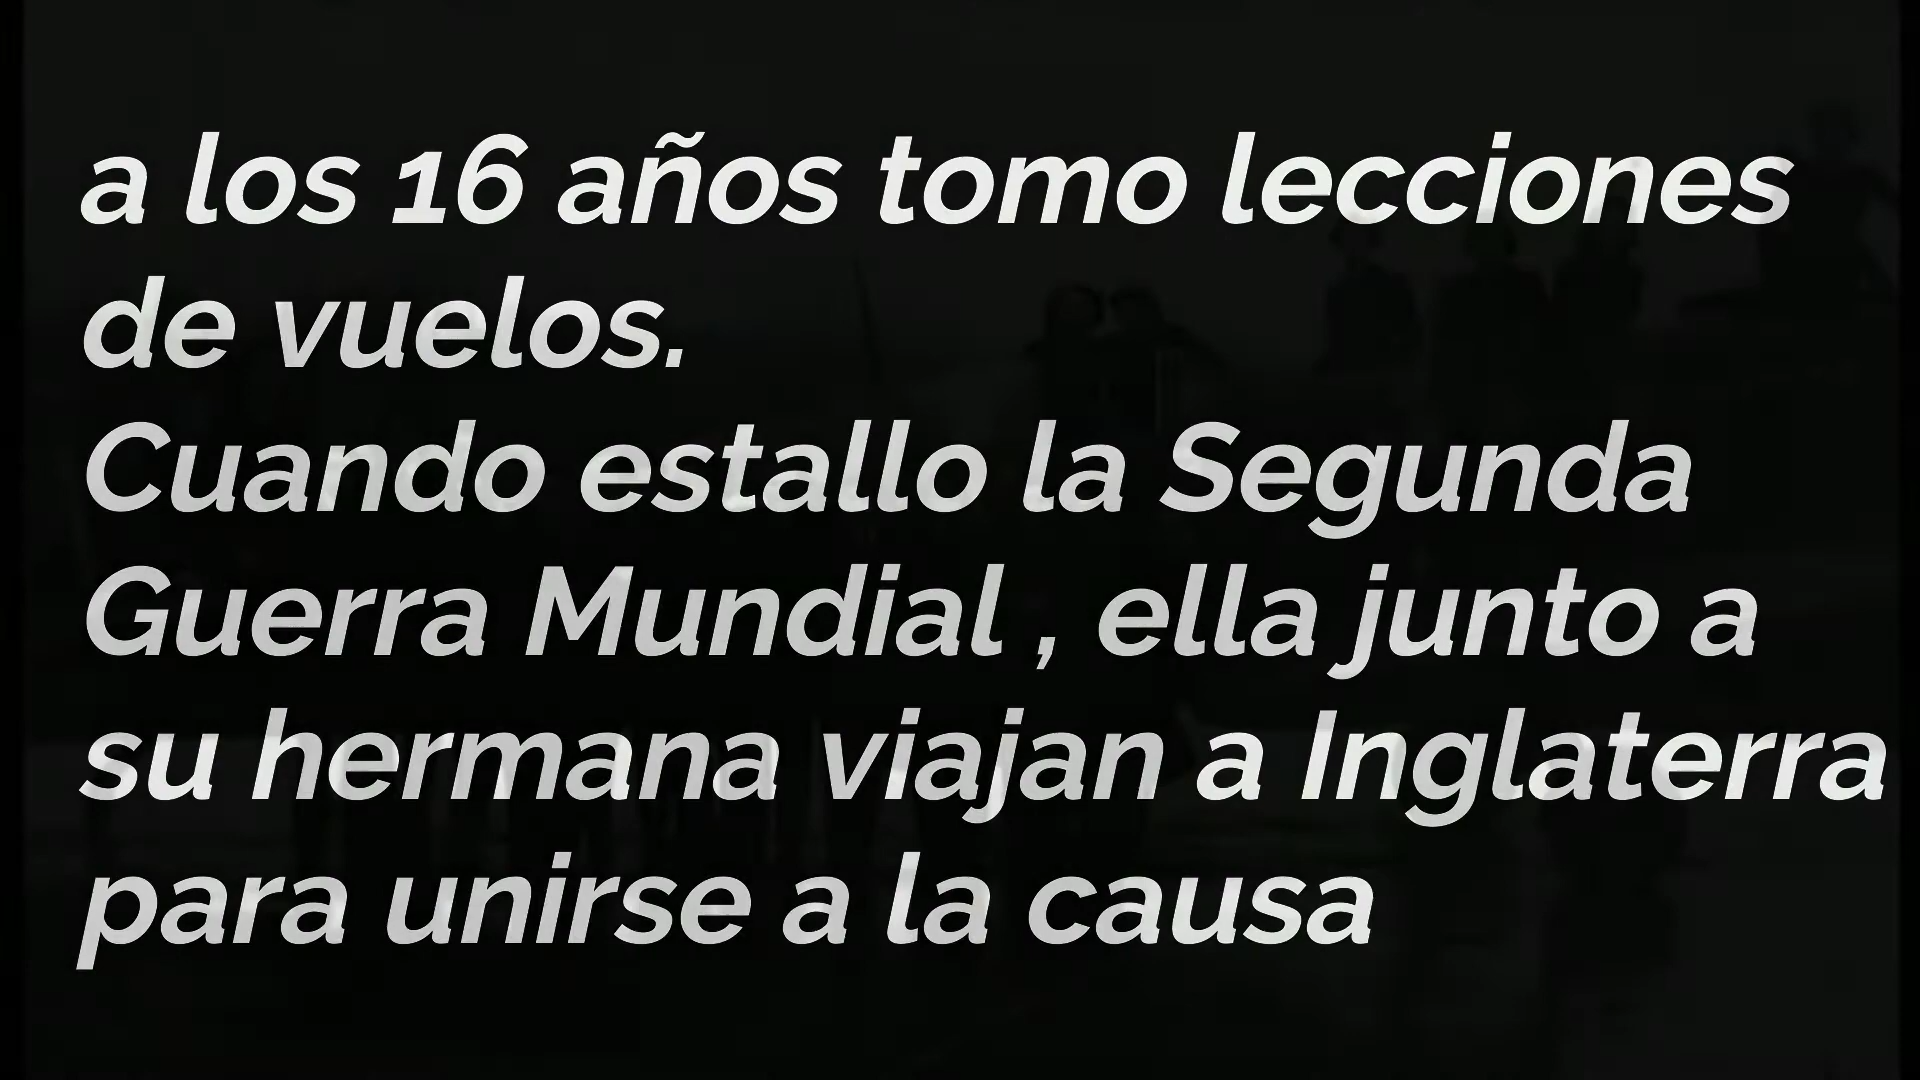 a los 16 años tomo lecciones
de vuelos.
Cuando estallo la Segunda
Guerra Mundial , ella junto a
su hermana viajan a Inglaterra
para unirse a la causa